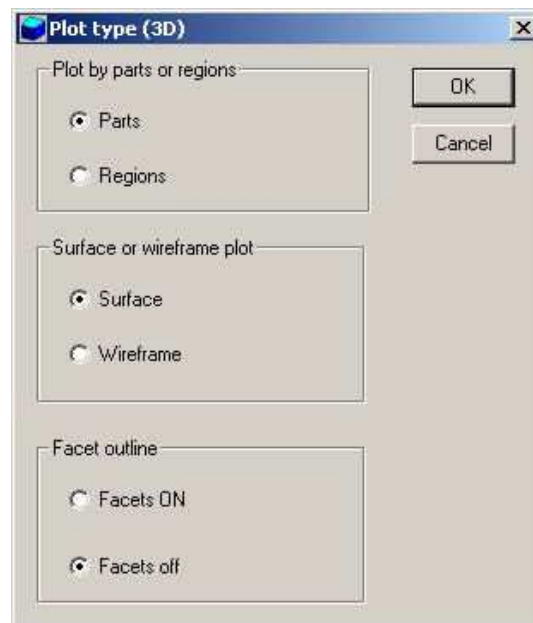 Plot type (3D)
Plot by parts or regions
Parts
Regions
OK
Cancel
Surface or wireframe plot
Surface
Wireframe
Facet outline
Facets ON
Facets off